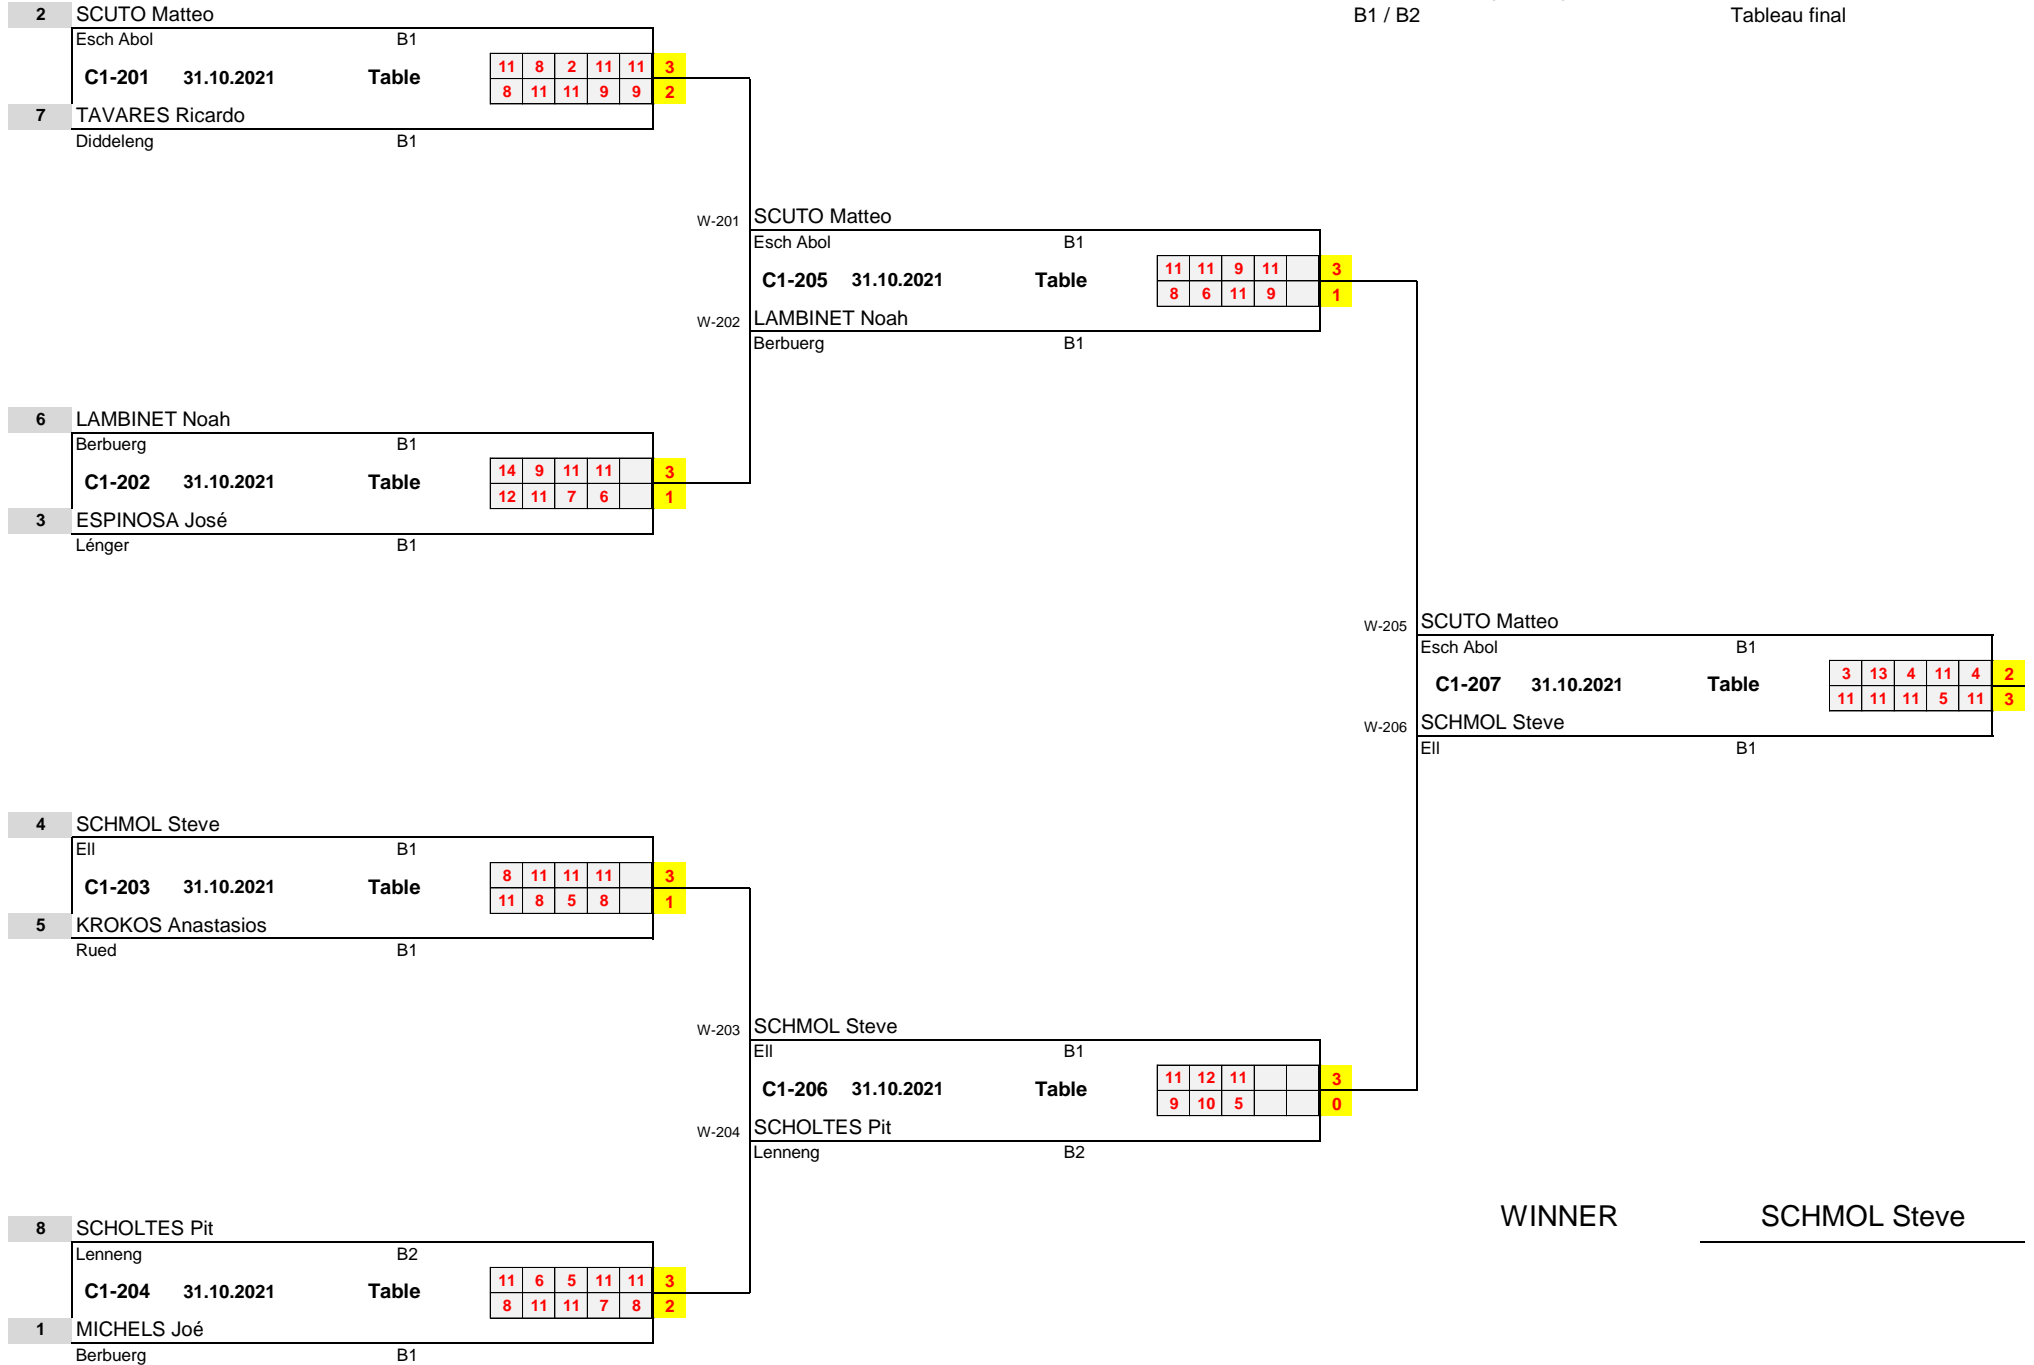 B1 / B2 Tableau final
2 SCUTO Matteo
Esch Abol B1
C1-201 31.10.2021 Table
11 8 2 11 11 3
8 11 11 9 9 2
7 TAVARES Ricardo
Diddeleng B1
W-201 SCUTO Matteo
Esch Abol B1
C1-205 31.10.2021 Table
11 11 9 11 3
8 6 11 9 1
W-202 LAMBINET Noah
Berbuerg B1
6 LAMBINET Noah
Berbuerg B1
C1-202 31.10.2021 Table
14 9 11 11 3
12 11 7 6 1
3 ESPINOSA José
Lénger B1
W-205 SCUTO Matteo
Esch Abol B1
C1-207 31.10.2021 Table
3 13 4 11 4 2
11 11 11 5 11 3
W-206 SCHMOL Steve
Ell B1
4 SCHMOL Steve
Ell B1
C1-203 31.10.2021 Table
8 11 11 11 3
11 8 5 8 1
5 KROKOS Anastasios
Rued B1
W-203 SCHMOL Steve
Ell B1
C1-206 31.10.2021 Table
11 12 11 3
9 10 5 0
W-204 SCHOLTES Pit
Lenneng B2
WINNER SCHMOL Steve
8 SCHOLTES Pit
Lenneng B2
C1-204 31.10.2021 Table
11 6 5 11 11 3
8 11 11 7 8 2
1 MICHELS Joé
Berbuerg B1